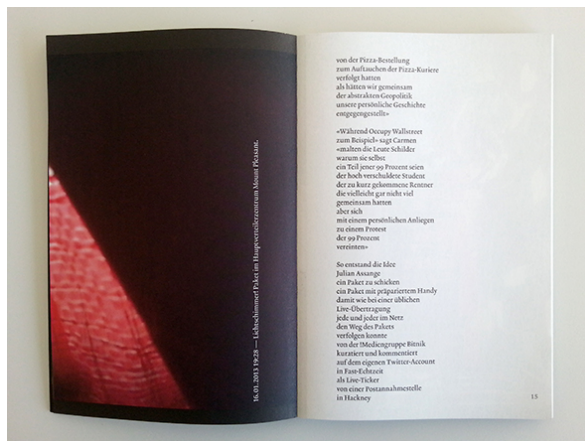 16.01.2013 19:28 — Lichtschimmer! Paket im Hauptverteilerzentrum Mount Pleasant.
von der Pizza-Bestellung
zum Auftauchen der Pizza-Kuriere
verfolgt hatten
als hätten wir gemeinsam
der abstrakten Geopolitik
unsere persönliche Geschichte
entgegengestellt»
«Während Occupy Wallstreet
zum Beispiel» sagt Carmen
«malten die Leute Schilder
warum sie selbst
ein Teil jener 99 Prozent seien
der hoch verschuldete Student
der zu kurz gekommene Rentner
die vielleicht gar nicht viel
gemeinsam hatten
aber sich
mit einem persönlichen Anliegen
zu einem Protest
der 99 Prozent
vereinten»
So entstand die Idee
Julian Assange
ein Paket zu schicken
ein Paket mit präpariertem Handy
damit wie bei einer üblichen
Live-Übertragung
jede und jeder im Netz
den Weg des Pakets
verfolgen konnte
von der !Mediengruppe Bitnik
kuratiert und kommentiert
auf dem eigenen Twitter-Account
in Fast-Echtzeit
als Live-Ticker
von einer Postannahmestelle
in Hackney
15